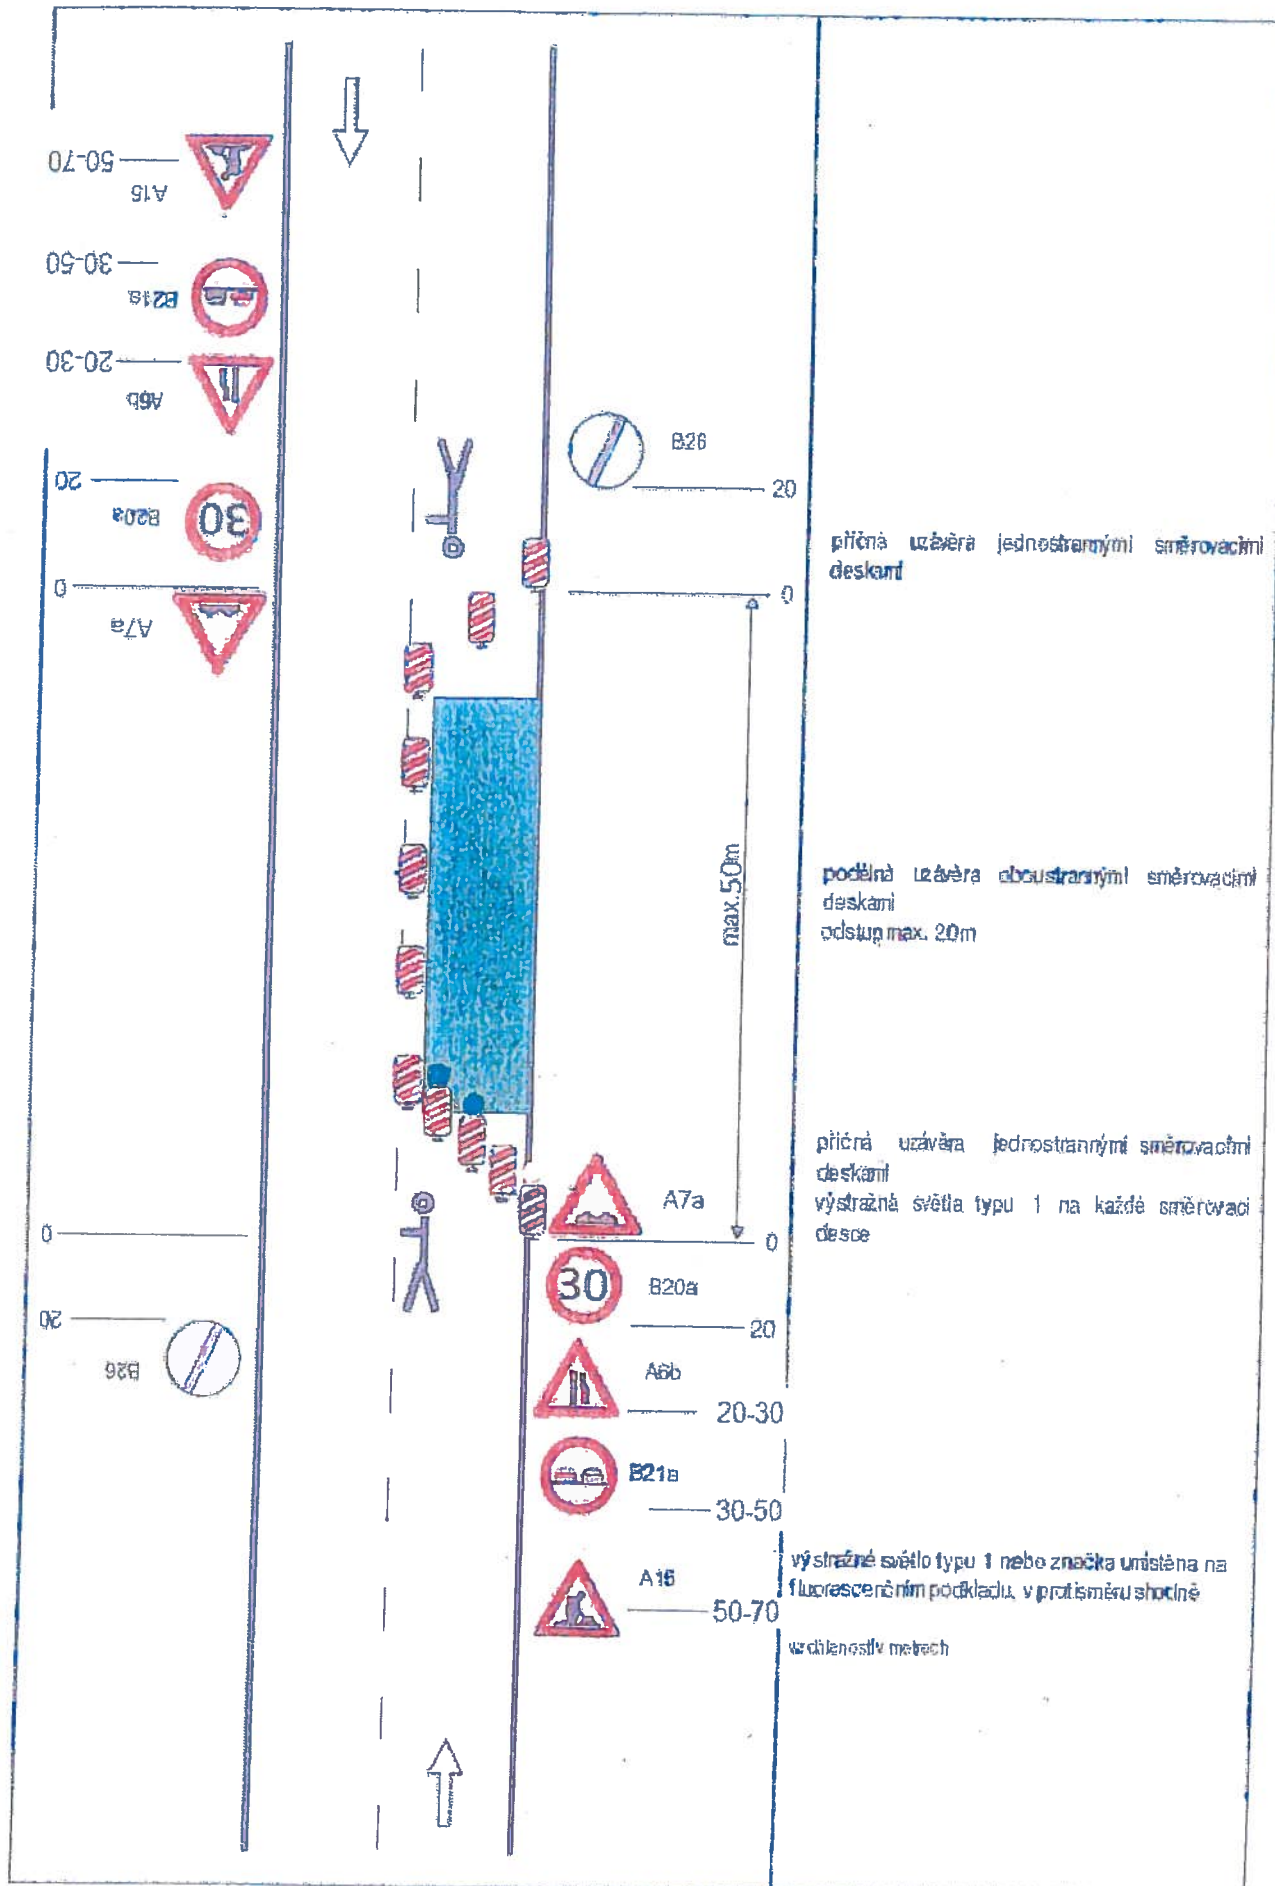 50-70
A15
30-50
B21a
20-30
A6b
20
B20a
30
0
A7a
B26
20
0
příčná uzávěra jednostrannými směrovacími
deskami
max.50m
podélná uzávěra oboustrannými směrovacími
deskami
odstup max. 20m
příčná uzávěra jednostrannými směrovacími
deskami
výstražná světla typu 1 na každé směrovací
desce
A7a
0
0
30
B20a
20
20
B26
A6b
20-30
B21a
30-50
A15
50-70
výstražné světlo typu 1 nebo značka umístěna na
fluorescenčním podkladu, v protisměru shodně
vzdálenosti v metrech